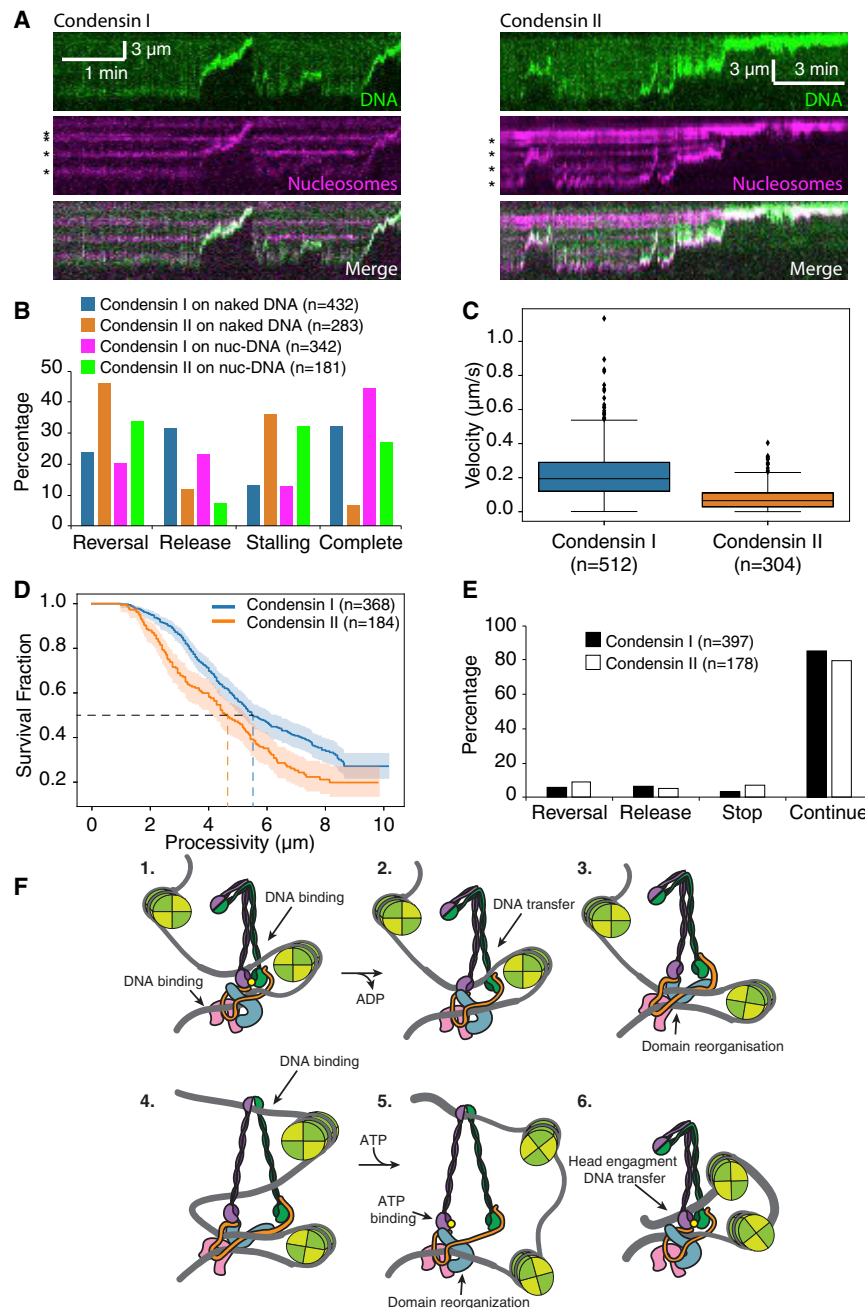 A
Condensin I
3 µm
1 min
DNA
*
*
*
*
Nucleosomes
Merge
Condensin II
3 µm
3 min
DNA
*
*
*
*
Nucleosomes
Merge
B
Condensin I on naked DNA (n=432)
Condensin II on naked DNA (n=283)
Condensin I on nuc-DNA (n=342)
Condensin II on nuc-DNA (n=181)
Percentage
50
40
30
20
10
0
Reversal Release Stalling Complete
C
Velocity (µm/s)
1.0
0.8
0.6
0.4
0.2
0.0
Condensin I
(n=512)
Condensin II
(n=304)
D
Survival Fraction
1.0
0.8
0.6
0.4
0.2
Condensin I (n=368)
Condensin II (n=184)
0 2 4 6 8 10
Processivity (µm)
E
Percentage
100
80
60
40
20
0
Condensin I (n=397)
Condensin II (n=178)
Reversal Release Stop Continue
F
1.
DNA binding
DNA binding
ADP
2.
DNA transfer
3.
Domain reorganisation
4.
DNA binding
ATP
5.
ATP
binding
Domain reorganization
6.
Head engagment
DNA transfer